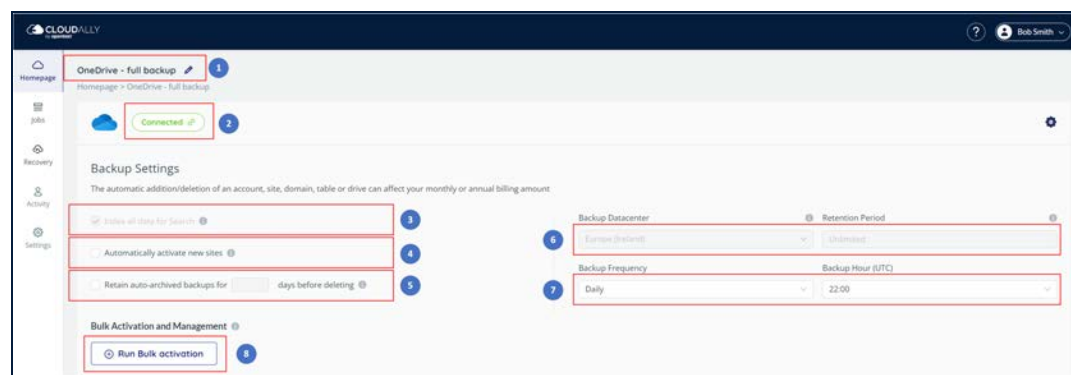 CLOUDALLY
by opentext
?
Bob Smith
Homepage
Jobs
Recovery
Activity
Settings
OneDrive - full backup
1
Homepage > OneDrive - full backup
Connected
2
Backup Settings
The automatic addition/deletion of an account, site, domain, table or drive can affect your monthly or annual billing amount
Index all data for Search
3
Automatically activate new sites
4
Retain auto-archived backups for days before deleting
5
Backup Datacenter
Retention Period
6
Europe (Ireland)
Unlimited
Backup Frequency
Backup Hour (UTC)
7
Daily
22:00
Bulk Activation and Management
Run Bulk activation
8